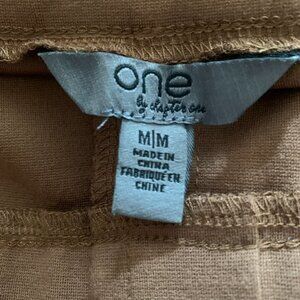 one
by chapter one
M|M
MADE IN
CHINA
FABRIQUÉ EN
CHINE